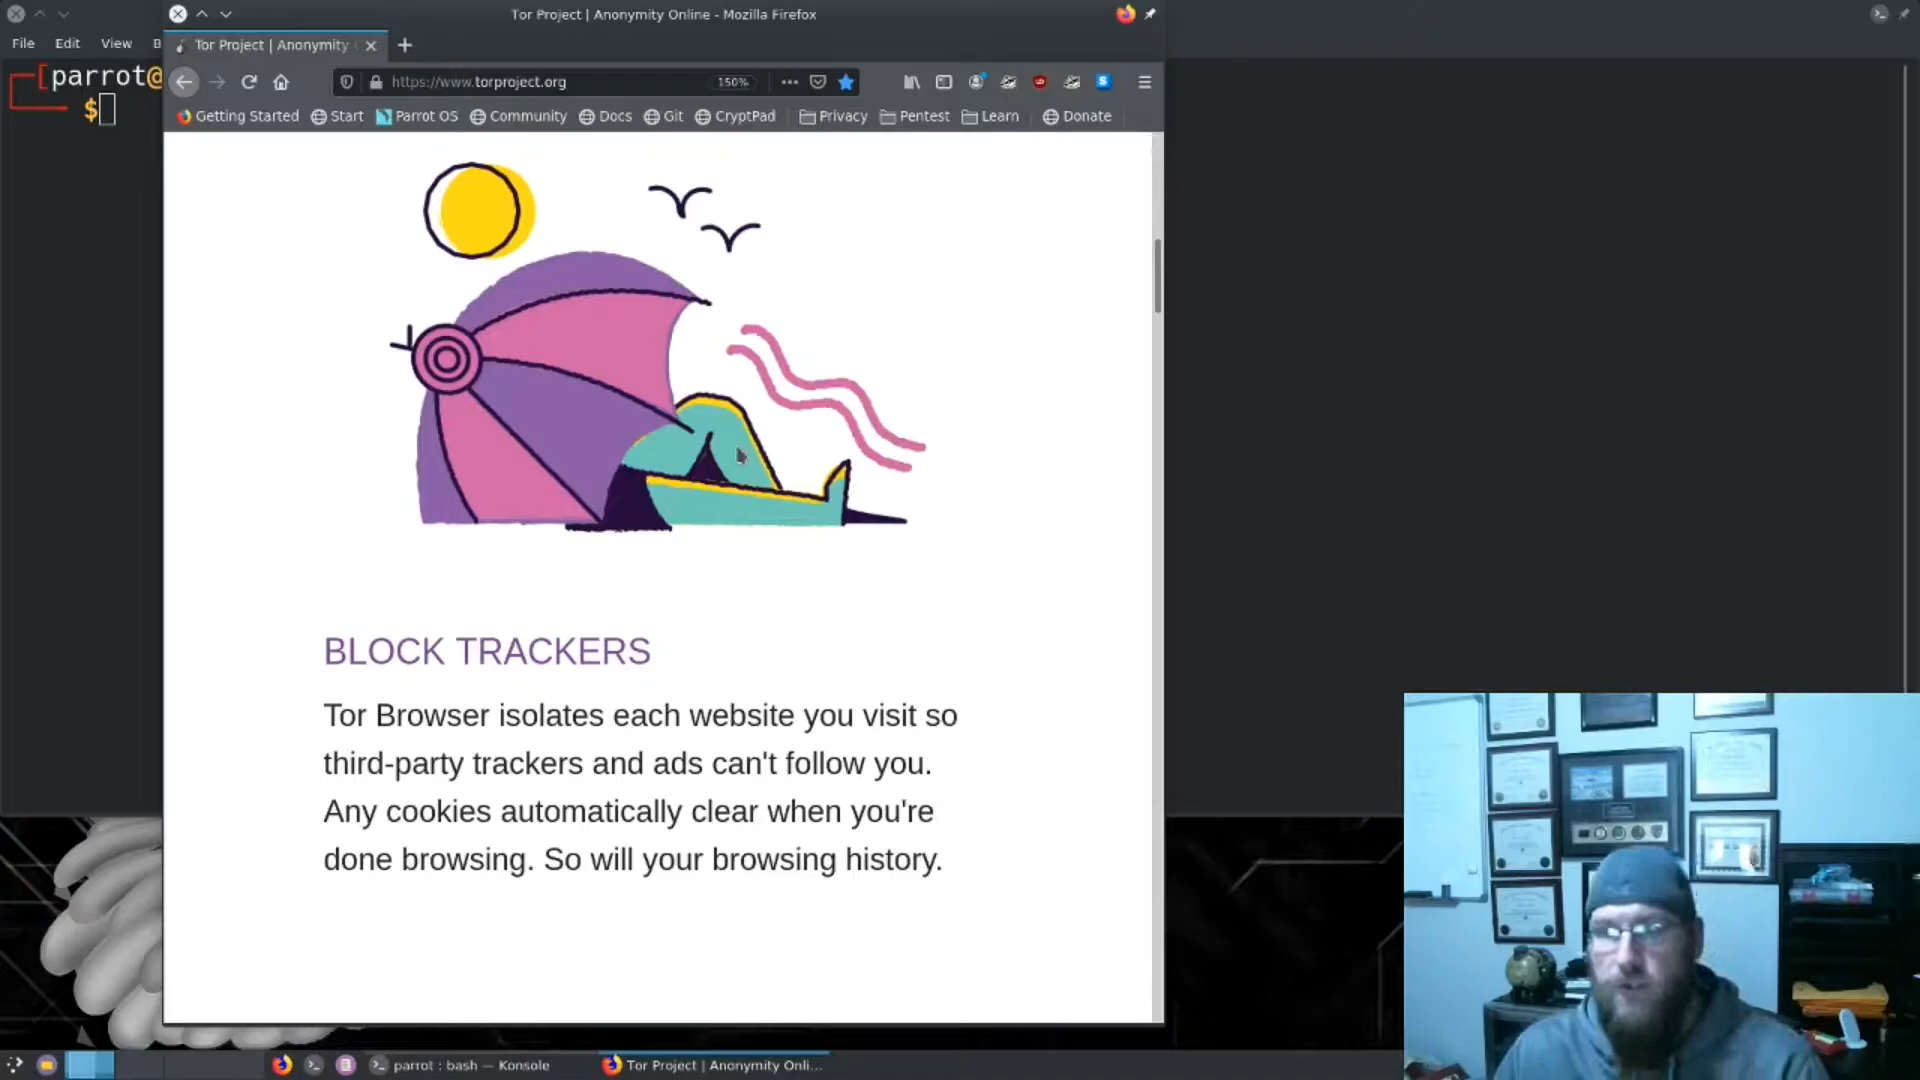 Tor Project | Anonymity Online - Mozilla Firefox
File Edit View B
Tor Project | Anonymity
[parrot@
$
https://www.torproject.org 150%
Getting Started Start Parrot OS Community Docs Git CryptPad Privacy Pentest Learn Donate
BLOCK TRACKERS
Tor Browser isolates each website you visit so
third-party trackers and ads can't follow you.
Any cookies automatically clear when you're
done browsing. So will your browsing history.
parrot : bash — Konsole
Tor Project | Anonymity Onli...